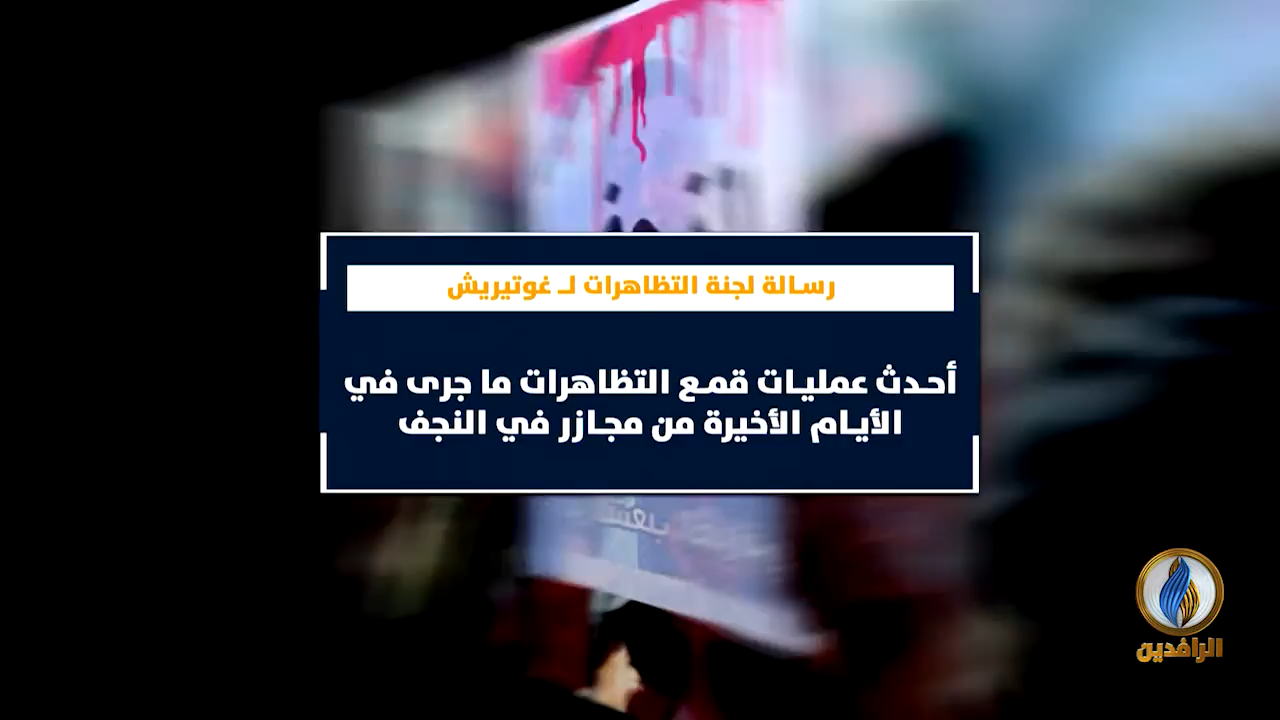 رسالة لجنة التظاهرات لـ غوتيريش
أحدث عمليات قمع التظاهرات ما جرى في
الأيام الأخيرة من مجازر في النجف
الرافدين